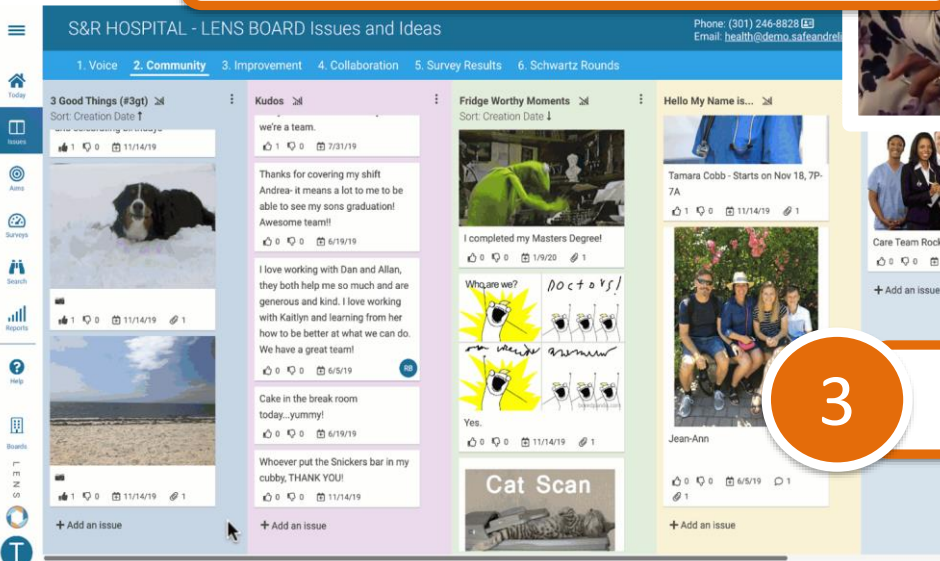 S&R HOSPITAL - LENS BOARD Issues and Ideas
Phone: (301) 246-8828
Email: health@demo.safeandreli
1. Voice 2. Community 3. Improvement 4. Collaboration 5. Survey Results 6. Schwartz Rounds
Today
Issues
Aims
Surveys
Search
Reports
Help
Boards
LENS
T
3 Good Things (#3gt)
Sort: Creation Date ↑
1 0 11/14/19
1 0 11/14/19 1
1 0 11/14/19 1
+ Add an issue
Kudos
we're a team.
1 0 7/31/19
Thanks for covering my shift
Andrea- it means a lot to me to be
able to see my sons graduation!
Awesome team!!
0 0 6/19/19
I love working with Dan and Allan,
they both help me so much and are
generous and kind. I love working
with Kaitlyn and learning from her
how to be better at what we can do.
We have a great team!
0 0 6/5/19 RB
Cake in the break room
today...yummy!
0 0 6/19/19
Whoever put the Snickers bar in my
cubby, THANK YOU!
0 0 11/14/19
+ Add an issue
Fridge Worthy Moments
Sort: Creation Date ↓
I completed my Masters Degree!
0 0 1/9/20 1
Who are we? Doctors!
Yes.
0 0 11/14/19 1
Cat Scan
Hello My Name is...
Tamara Cobb - Starts on Nov 18, 7P-
7A
1 0 11/14/19 1
Jean-Ann
0 0 6/5/19 1
1
+ Add an issue
Care Team Rock
0 0
+ Add an issue
3